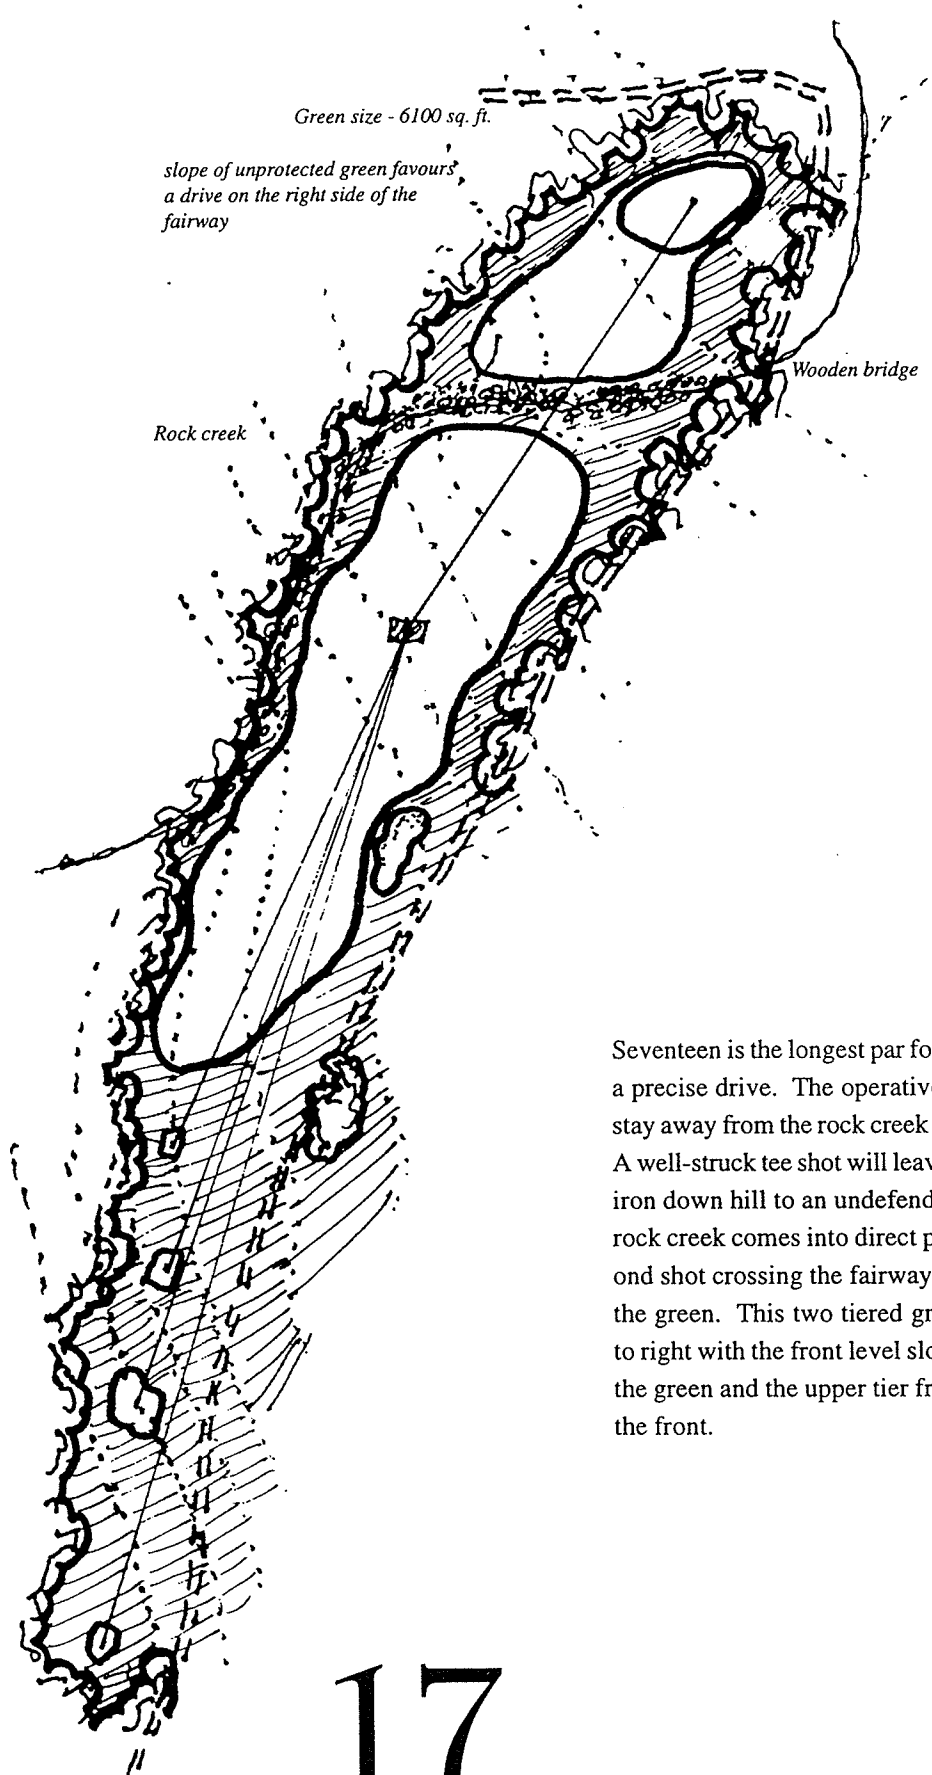 Green size - 6100 sq. ft.
slope of unprotected green favours
a drive on the right side of the
fairway
Wooden bridge
Rock creek
Seventeen is the longest par fo
a precise drive. The operativ
stay away from the rock creek
A well-struck tee shot will leav
iron down hill to an undefend
rock creek comes into direct p
ond shot crossing the fairway
the green. This two tiered gr
to right with the front level slo
the green and the upper tier fr
the front.
17